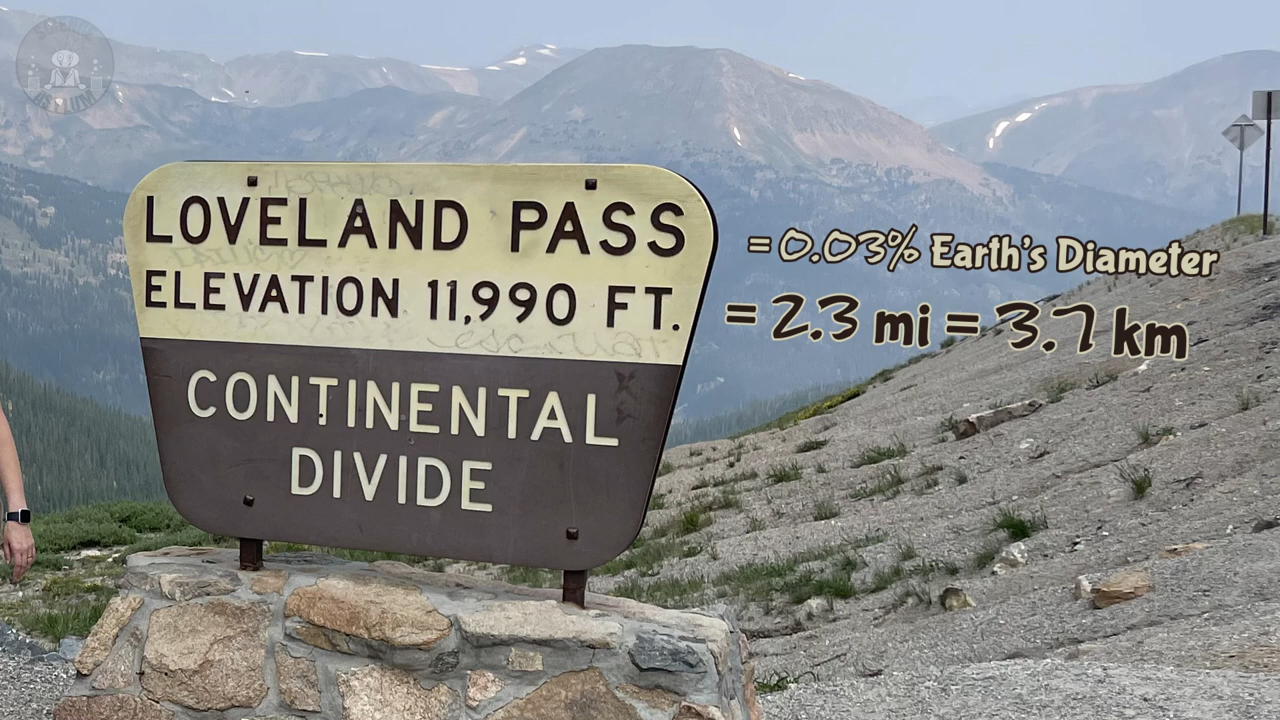 LOVELAND PASS
ELEVATION 11,990 FT.
CONTINENTAL
DIVIDE
= 0.03% Earth's Diameter
= 2.3 mi = 3.7 km